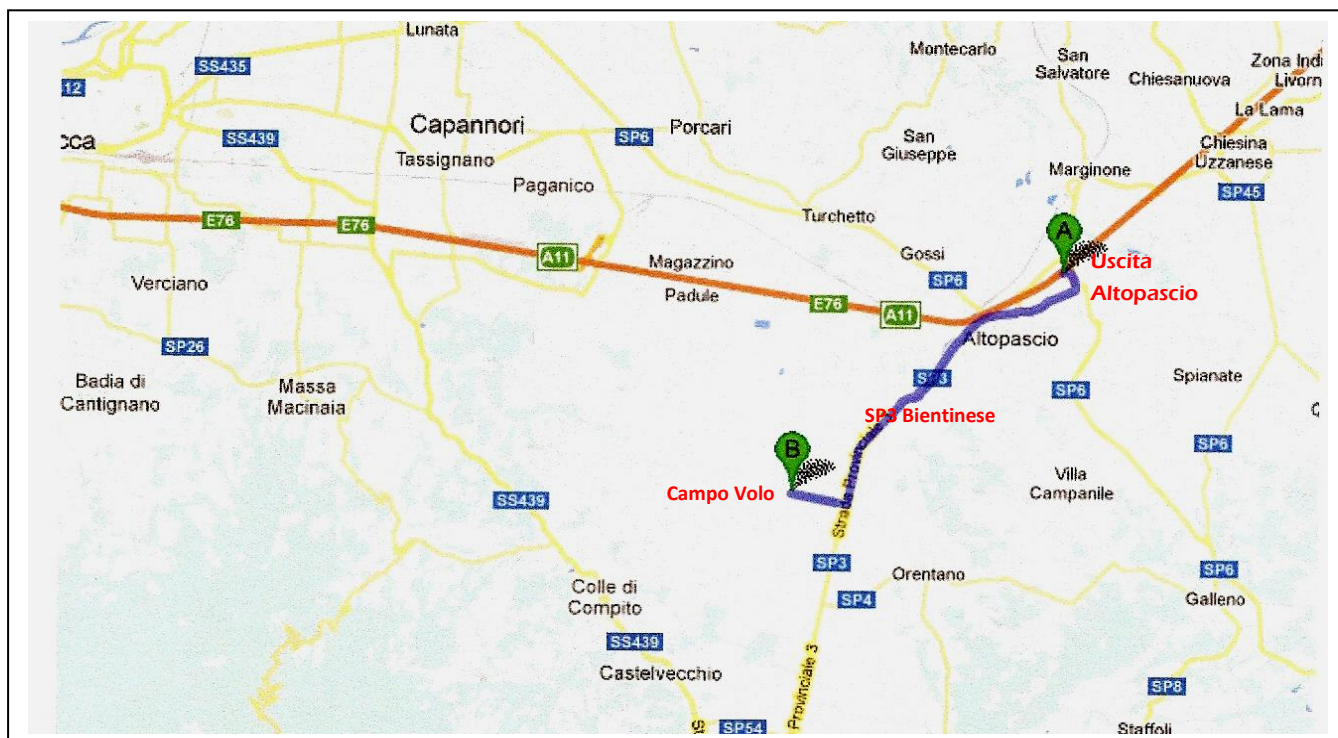 Lunata
Montecarlo
San
Salvatore
Chiesanuova
Zona Ind
Livorn
La Lama
SS435
12
cca
SS439
Capannori
Tassignano
SP6
Porcari
San
Giuseppe
Chiesina
Uzzanese
Marginone
SP45
Paganico
Turchetto
E76
E76
A11
Magazzino
Padule
Gossi
SP6
A
Uscita
Altopascio
Verciano
E76
A11
Altopascio
SP26
Badia di
Cantignano
Massa
Macinaia
SP3
SP6
Spianate
SP3 Bientinese
SP6
B
Campo Volo
Strada Provinciale
Villa
Campanile
SS439
SP3
Orentano
SP4
SP6
Galleno
Colle di
Compito
SS439
Castelvecchio
Provinciale 3
SP8
SP54
Staffoli